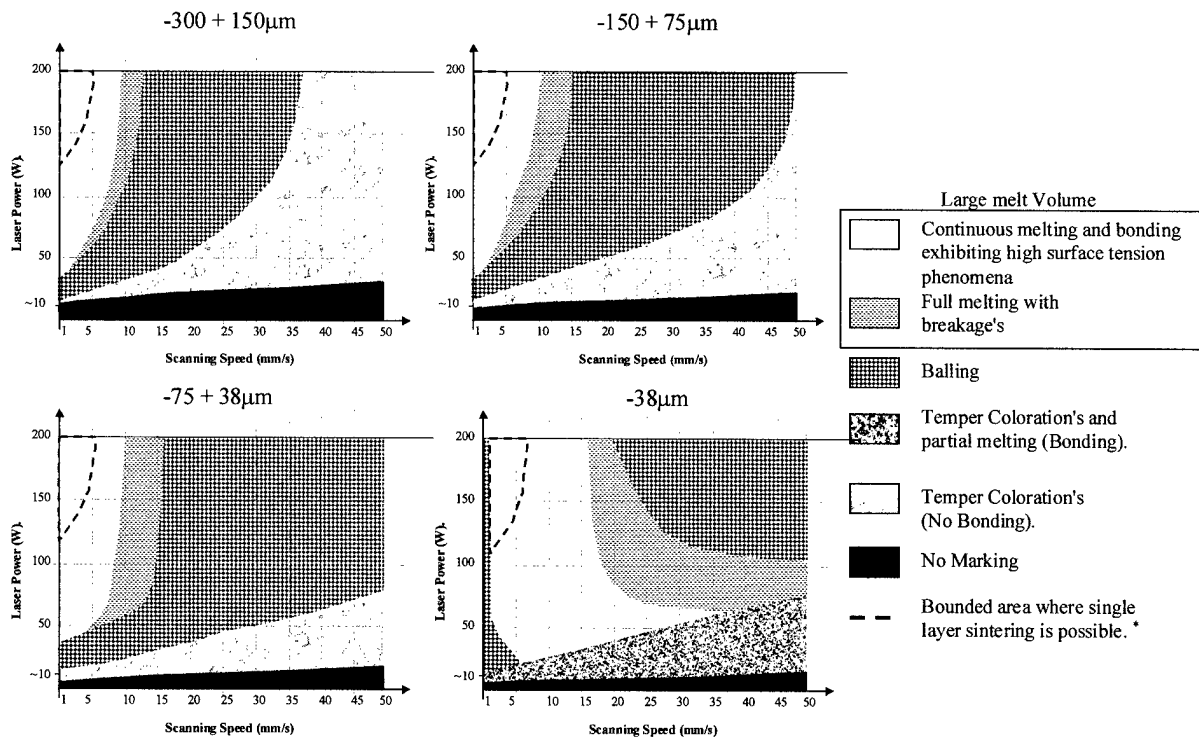 -300 + 150µm
200
150
100
50
~10
Laser Power (W).
1 5 10 15 20 25 30 35 40 45 50
Scanning Speed (mm/s)
-150 + 75µm
200
150
100
50
~10
Laser Power (W).
1 5 10 15 20 25 30 35 40 45 50
Scanning Speed (mm/s)
-75 + 38µm
200
150
100
50
~10
Laser Power (W).
1 5 10 15 20 25 30 35 40 45 50
Scanning Speed (mm/s)
-38µm
200
150
100
50
~10
Laser Power (W).
1 5 10 15 20 25 30 35 40 45 50
Scanning Speed (mm/s)
Large melt Volume
Continuous melting and bonding
exhibiting high surface tension
phenomena
Full melting with
breakage's
Balling
Temper Coloration's and
partial melting (Bonding).
Temper Coloration's
(No Bonding).
No Marking
Bounded area where single
layer sintering is possible. *